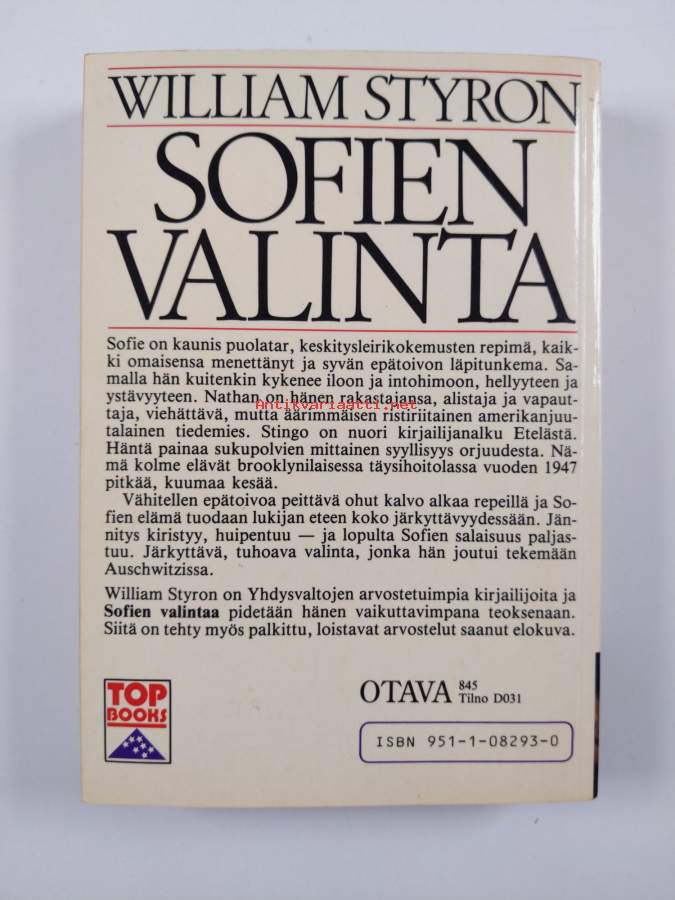 WILLIAM STYRON
SOFIEN
VALINTA
Sofie on kaunis puolatar, keskitysleirikokemusten repimä, kaik-
ki omaisensa menettänyt ja syvän epätoivon läpitunkema. Sa-
malla hän kuitenkin kykenee iloon ja intohimoon, hellyyteen ja
ystävyyteen. Nathan on hänen rakastajansa, alistaja ja vapaut-
Antikvariaatti.net
taja, viehättävä, mutta äärimmäisen ristiriitainen amerikanjuu-
talainen tiedemies. Stingo on nuori kirjailijanalku Etelästä.
Häntä painaa sukupolvien mittainen syyllisyys orjuudesta. Nä-
mä kolme elävät brooklynilaisessa täysihoitolassa vuoden 1947
pitkää, kuumaa kesää.
Vähitellen epätoivoa peittävä ohut kalvo alkaa repeillä ja So-
fien elämä tuodaan lukijan eteen koko järkyttävyydessään. Jän-
nitys kiristyy, huipentuu — ja lopulta Sofien salaisuus paljas-
tuu. Järkyttävä, tuhoava valinta, jonka hän joutui tekemään
Auschwitzissa.
William Styron on Yhdysvaltojen arvostetuimpia kirjailijoita ja
Sofien valintaa pidetään hänen vaikuttavimpana teoksenaan.
Siitä on tehty myös palkittu, loistavat arvostelut saanut elokuva.
TOP
BOOKS
OTAVA 845
Tilno D031
ISBN 951-1-08293-0